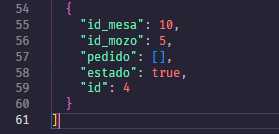 54 {
55 "id_mesa": 10,
56 "id_mozo": 5,
57 "pedido": [],
58 "estado": true,
59 "id": 4
60 }
61 ]